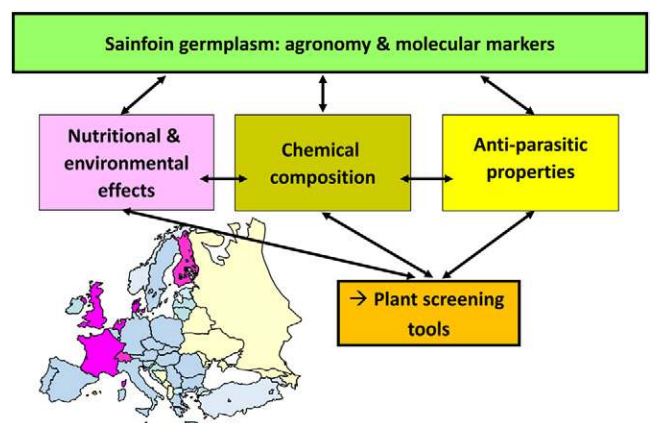 Sainfoin germplasm: agronomy & molecular markers
Nutritional &
environmental
effects
Chemical
composition
Anti-parasitic
properties
→ Plant screening
tools